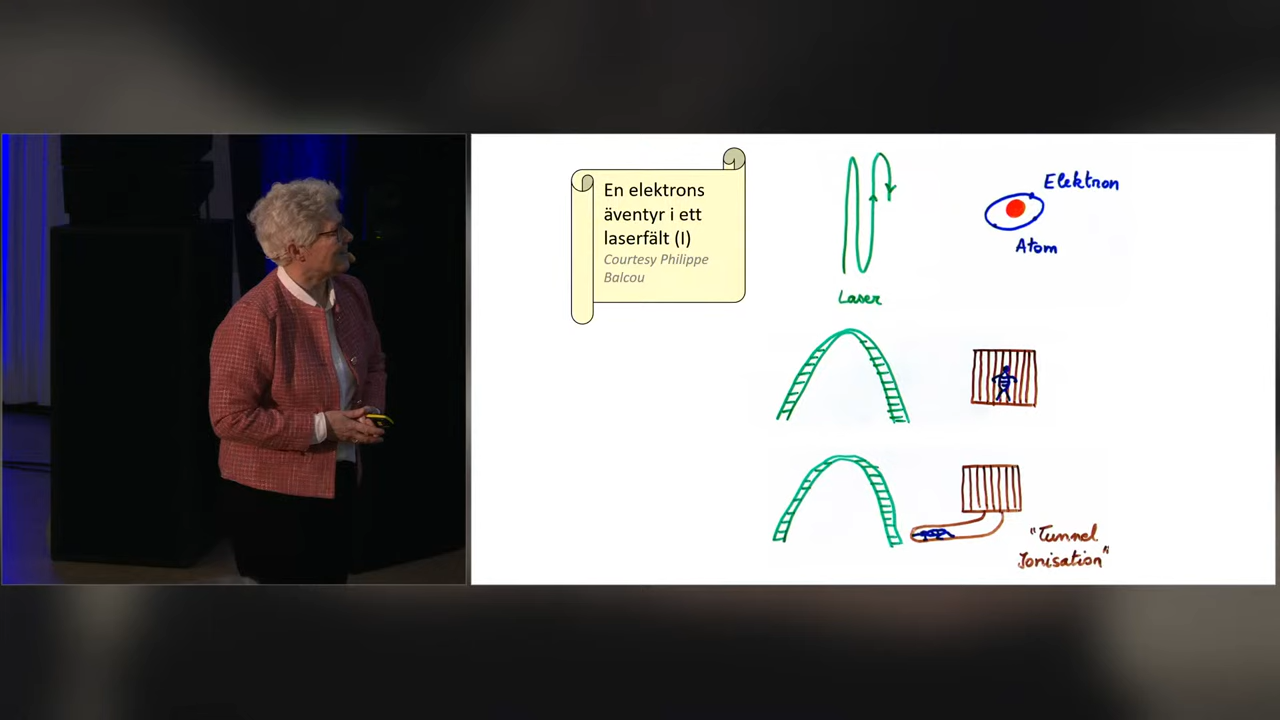 En elektrons
äventyr i ett
laserfält (I)
Courtesy Philippe
Balcou
Laser
Elektron
Atom
"Tunnel
Ionisation"